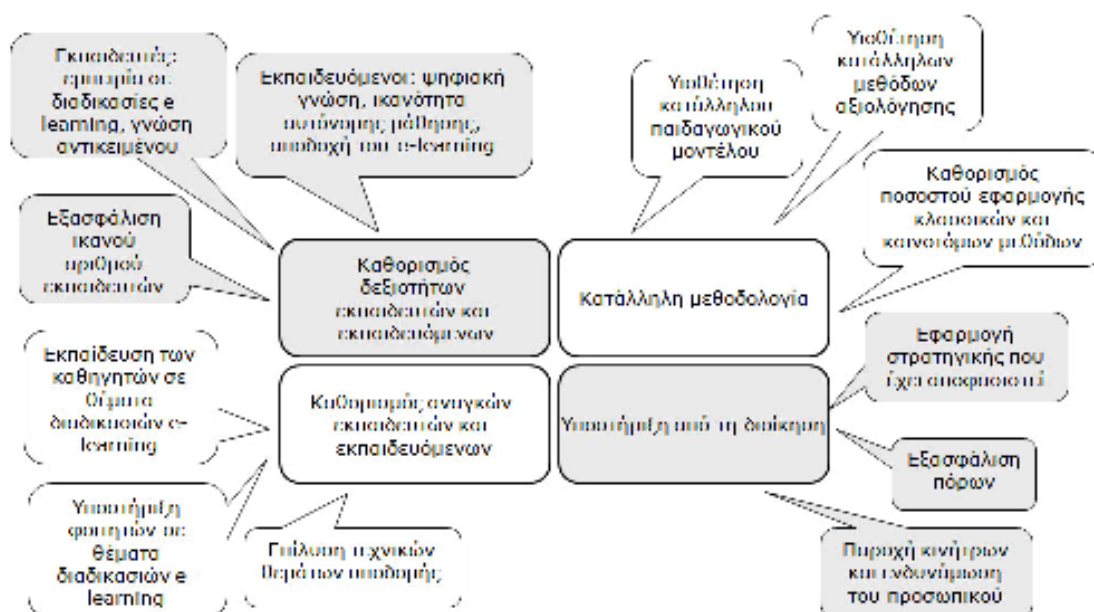 Εκπαιδευτές:
εμπειρία σε
διαδικασίες e
learning, γνώση
αντικειμένου
Εκπαιδευόμενοι: ψηφιακή
γνώση, ικανότητα
αυτόνομης μάθησης,
αποδοχή του e-learning
Υιοθέτηση
κατάλληλου
παιδαγωγικού
μοντέλου
Υιοθέτηση
κατάλληλων
μεθόδων
αξιολόγησης
Εξασφάλιση
ικανού
αριθμού
εκπαιδευτών
Καθορισμός
δεξιοτήτων
εκπαιδευτών και
εκπαιδευόμενων
Κατάλληλη μεθοδολογία
Καθορισμός
ποσοστού εφαρμογής
κλασικών και
καινοτόμων μεθόδων
Εκπαίδευση των
καθηγητών σε
θέματα
διαδικασιών e-
learning
Καθορισμός αναγκών
εκπαιδευτών και
εκπαιδευόμενων
Υποστήριξη από τη διοίκηση
Εφαρμογή
στρατηγικής που
έχει αποφασιστεί
Εξασφάλιση
πόρων
Υποστήριξη
φοιτητών σε
θέματα
διαδικασιών e
learning
Επίλυση τεχνικών
θεμάτων υποδομής
Παροχή κινήτρων
και ενδυνάμωση
του προσωπικού